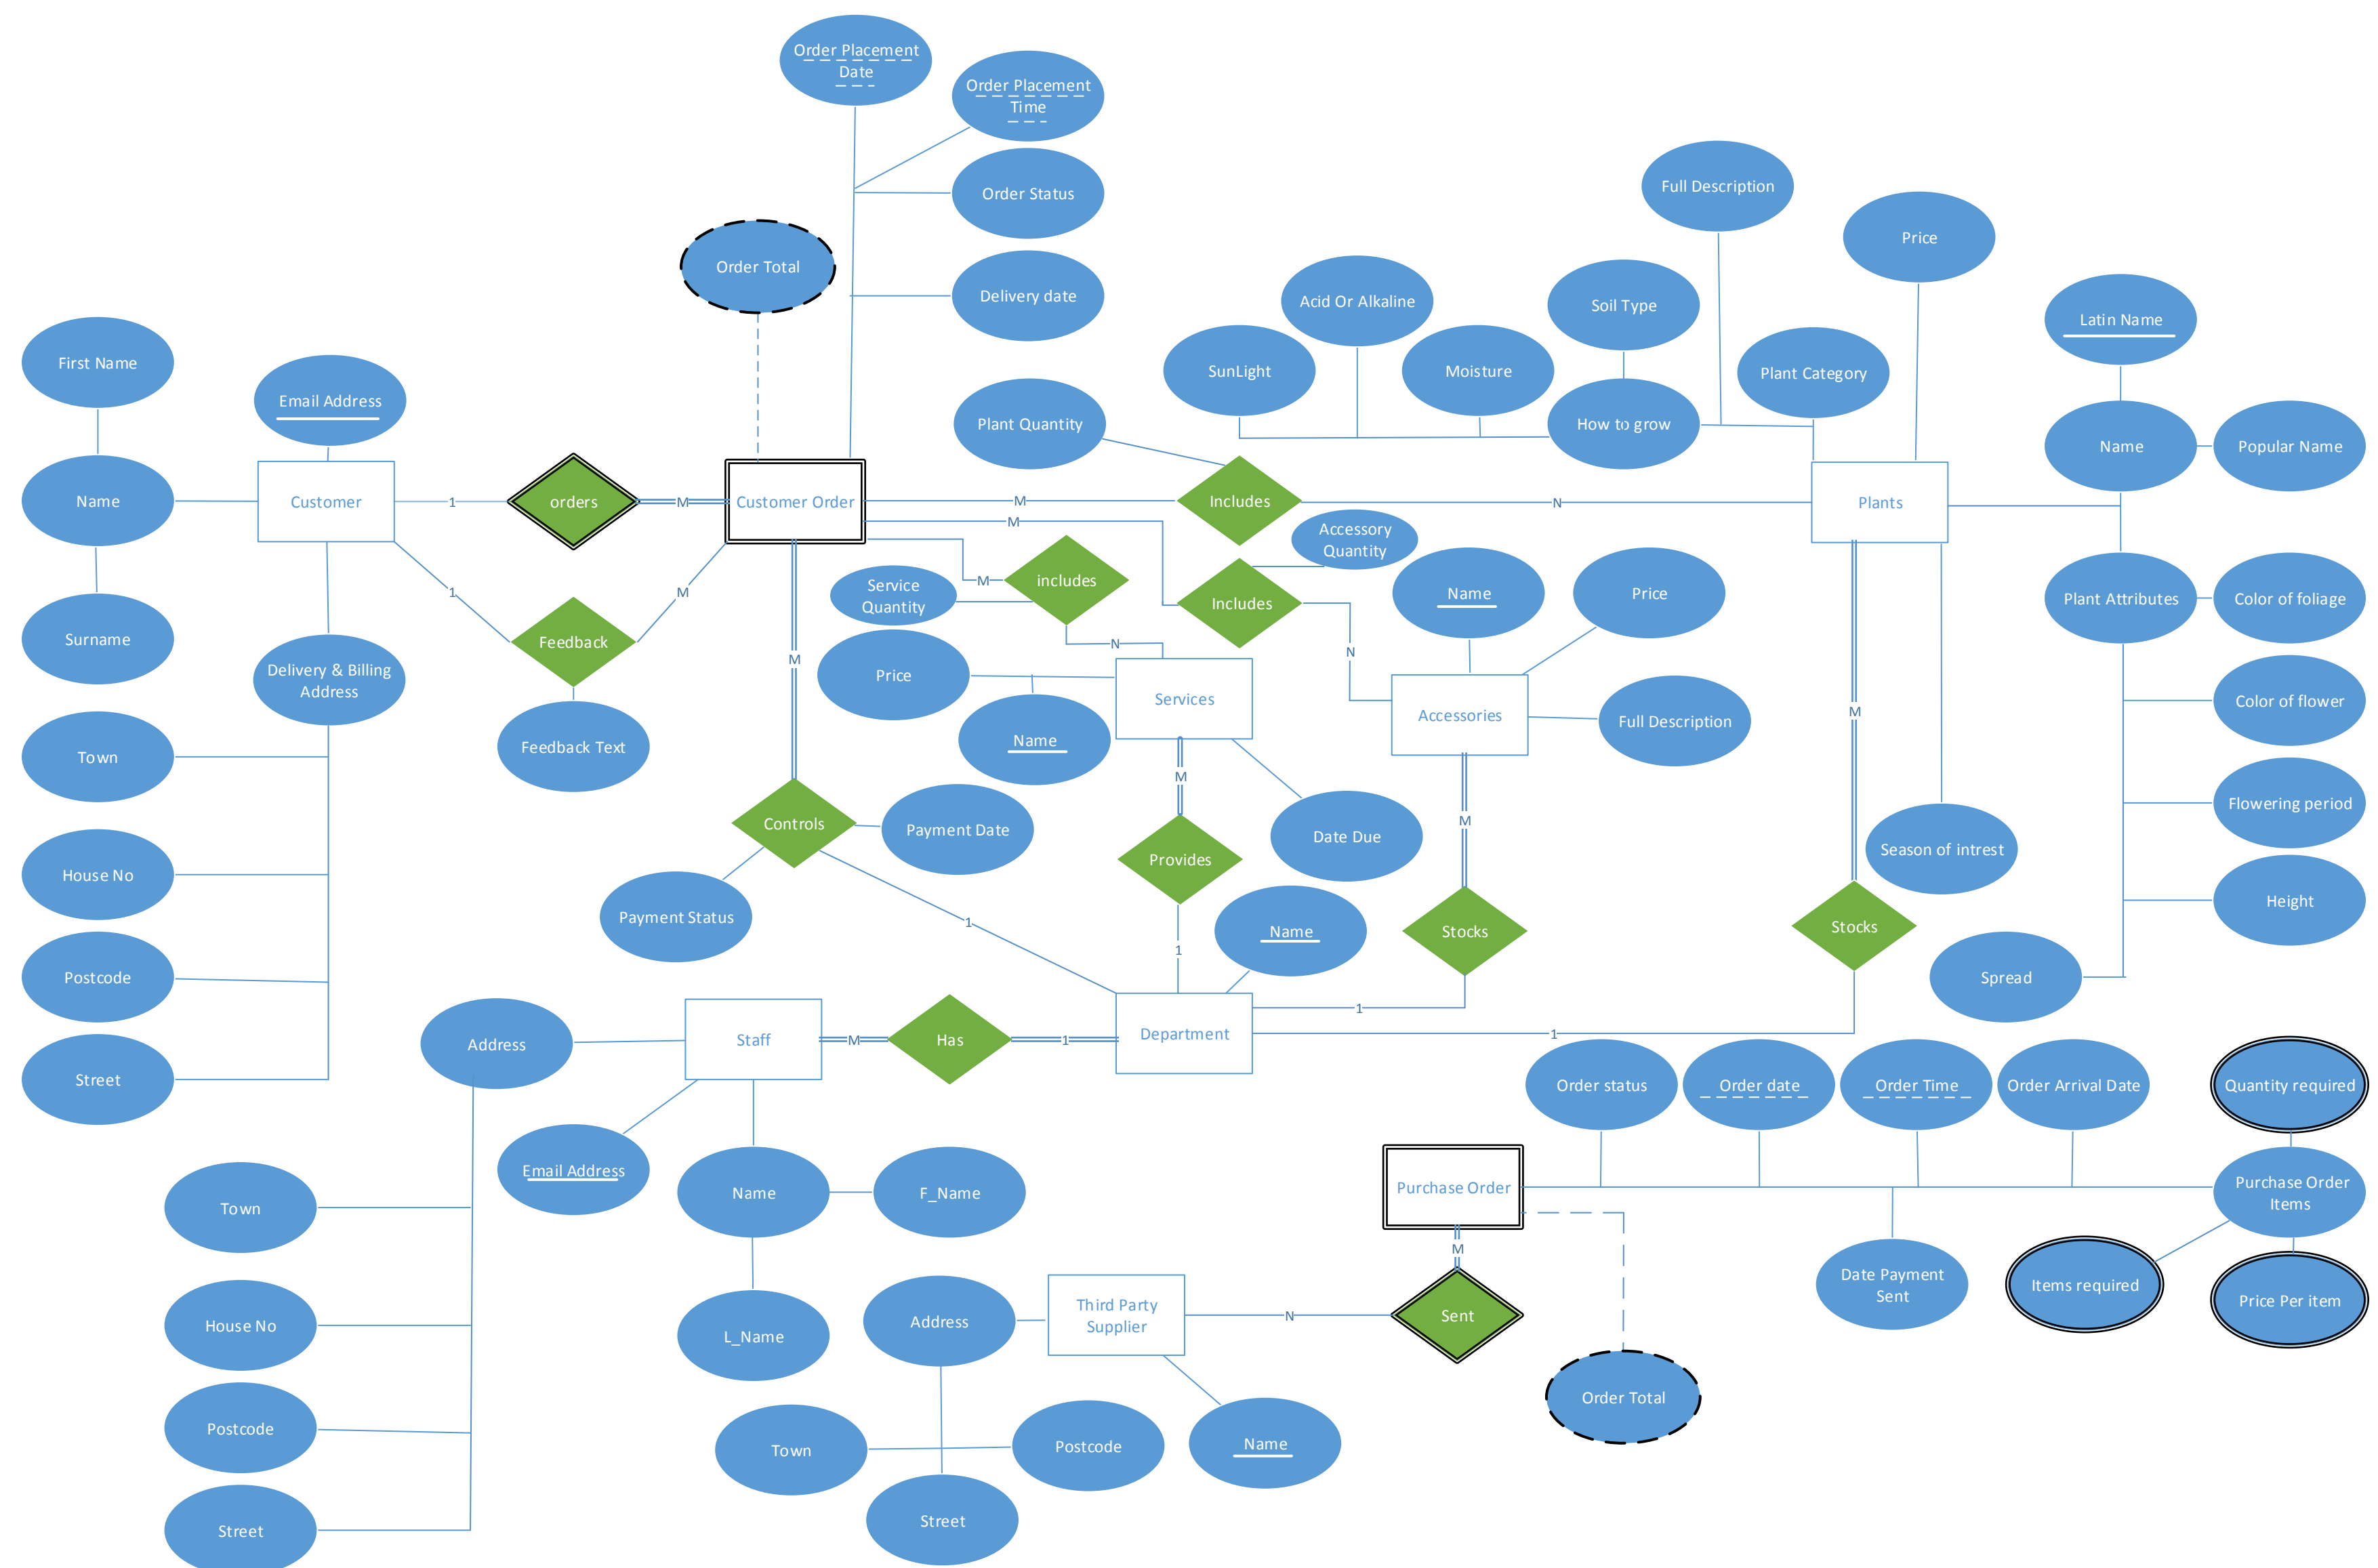 Order Placement
Date
Order Placement
Time
Order Status
Order Total
Delivery date
Full Description
Price
Acid Or Alkaline
Soil Type
Latin Name
SunLight
Moisture
Plant Category
First Name
Email Address
Plant Quantity
How to grow
Name
Popular Name
Name
Customer
1
orders
M
Customer Order
M
Includes
N
Plants
M
Accessory
Quantity
1
M
Service
Quantity
M
includes
Includes
Name
Price
Plant Attributes
Color of foliage
Surname
Feedback
N
N
Delivery & Billing
Address
M
Price
Services
Accessories
Full Description
M
Color of flower
Town
Feedback Text
Name
M
Controls
Payment Date
M
Date Due
Flowering period
House No
Provides
Season of intrest
Payment Status
1
1
Name
Stocks
Stocks
Height
Postcode
Spread
1
Address
Staff
M
Has
1
Department
1
Street
Order status
Order date
Order Time
Order Arrival Date
Quantity required
Email Address
Name
F_Name
Purchase Order
Purchase Order
Items
Town
M
Date Payment
Sent
Items required
Price Per item
House No
L_Name
Address
Third Party
Supplier
N
Sent
Order Total
Postcode
Town
Postcode
Name
Street
Street